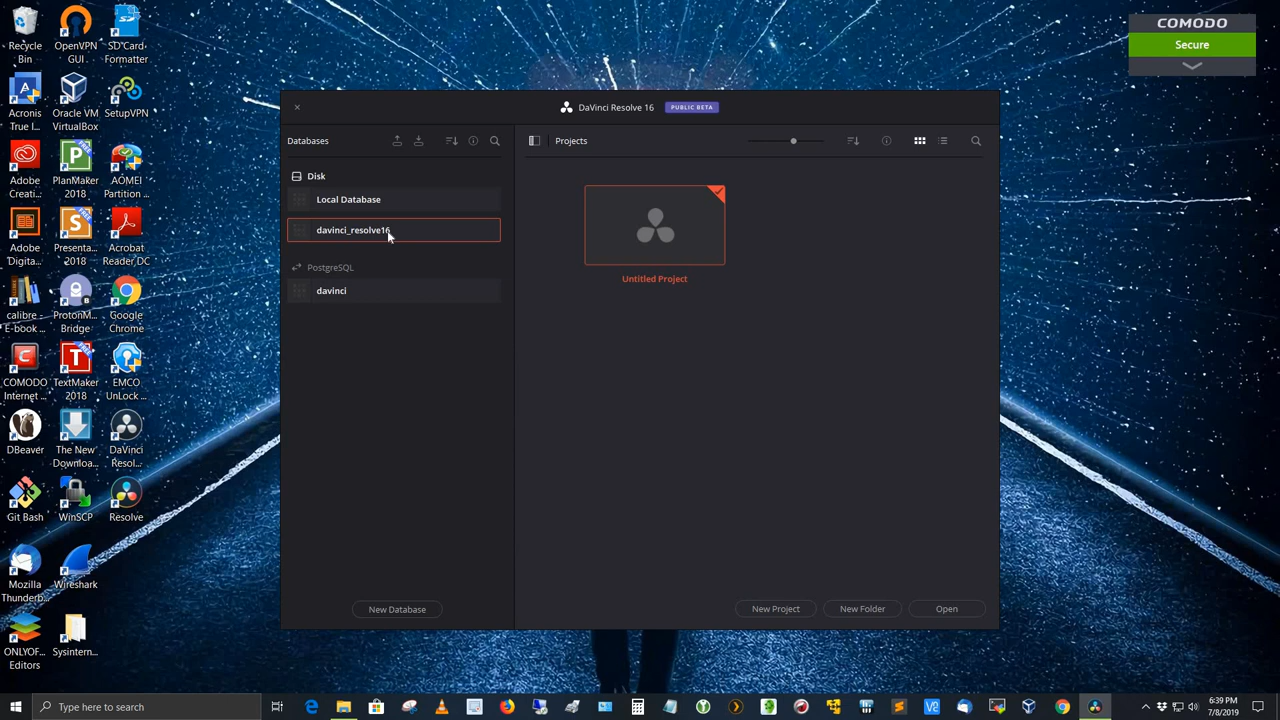 Recycle
Bin
OpenVPN
GUI
SD Card
Formatter
Acronis
True I...
Oracle VM
VirtualBox
SetupVPN
Adobe
Creati...
PlanMaker
2018
AOMEI
Partition ...
Adobe
Digita...
Presenta...
2018
Acrobat
Reader DC
calibre -
E-book ...
ProtonM...
Bridge
Google
Chrome
COMODO
Internet ...
TextMaker
2018
EMCO
UnLock ...
DBeaver
The New
Downloa...
DaVinci
Resol...
Git Bash
WinSCP
Resolve
Mozilla
Thunderb...
Wireshark
ONLYOF...
Editors
Sysintern...
COMODO
Secure
DaVinci Resolve 16 PUBLIC BETA
Databases
Projects
Disk
Local Database
davinci_resolve16
PostgreSQL
davinci
Untitled Project
New Database
New Project
New Folder
Open
Type here to search
6:39 PM
7/8/2019